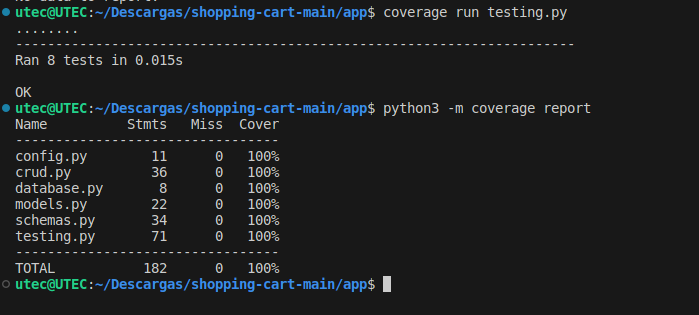 utec@UTEC:~/Descargas/shopping-cart-main/app$ coverage run testing.py
........
----------------------------------------------------------------------
Ran 8 tests in 0.015s
OK
utec@UTEC:~/Descargas/shopping-cart-main/app$ python3 -m coverage report
Name          Stmts   Miss  Cover
---------------------------------
config.py        11      0   100%
crud.py          36      0   100%
database.py       8      0   100%
models.py        22      0   100%
schemas.py       34      0   100%
testing.py       71      0   100%
---------------------------------
TOTAL           182      0   100%
utec@UTEC:~/Descargas/shopping-cart-main/app$